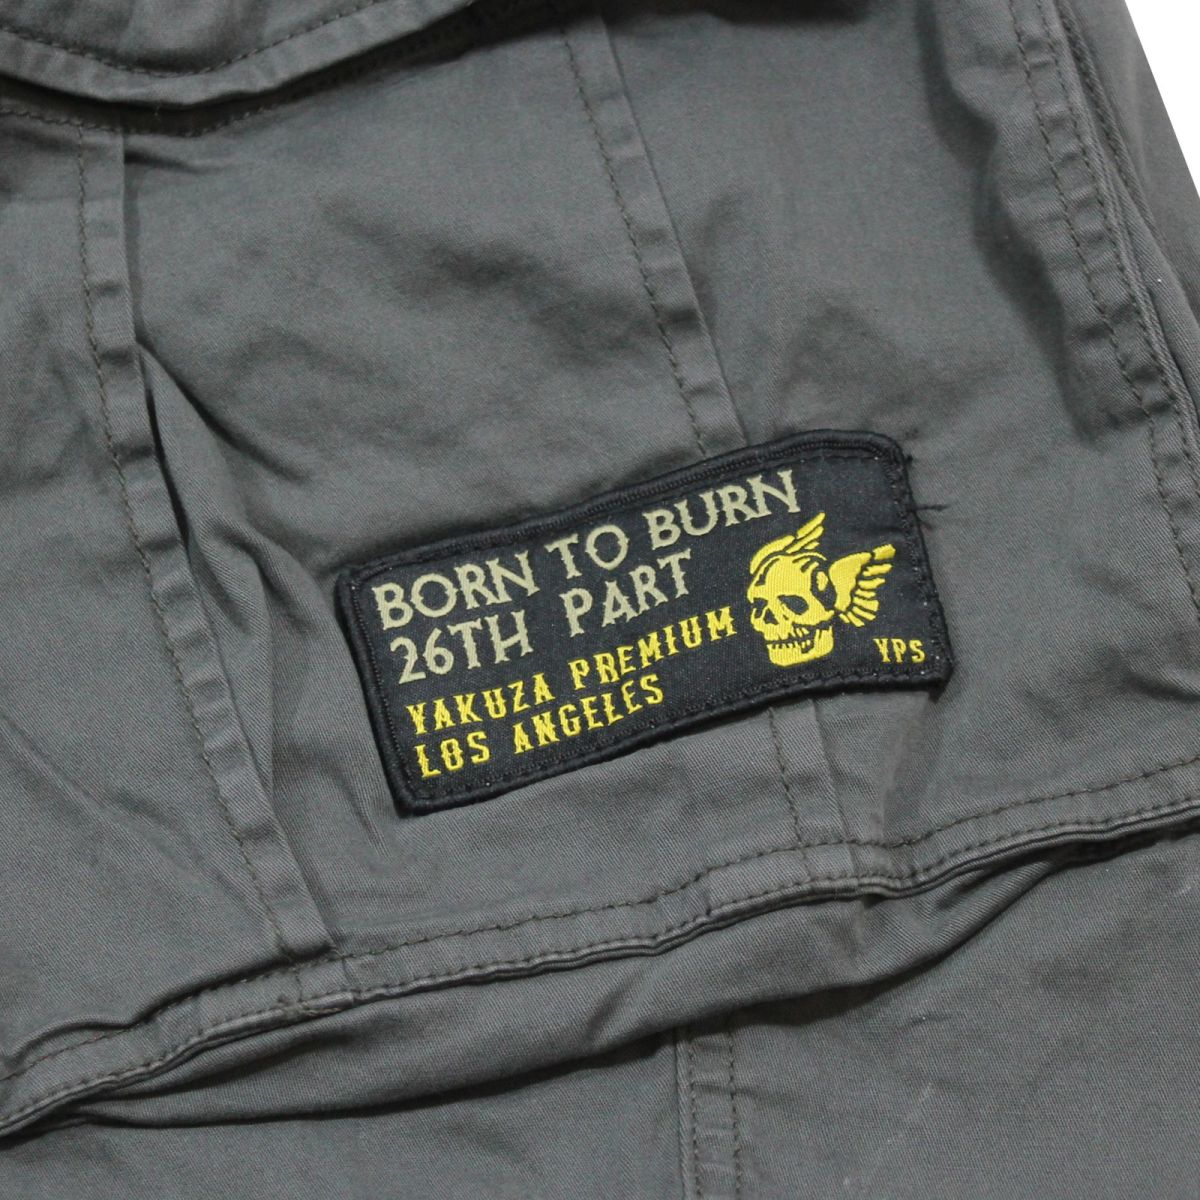 BORN TO BURN
26TH PART
YAKUZA PREMIUM
LOS ANGELES
YPS